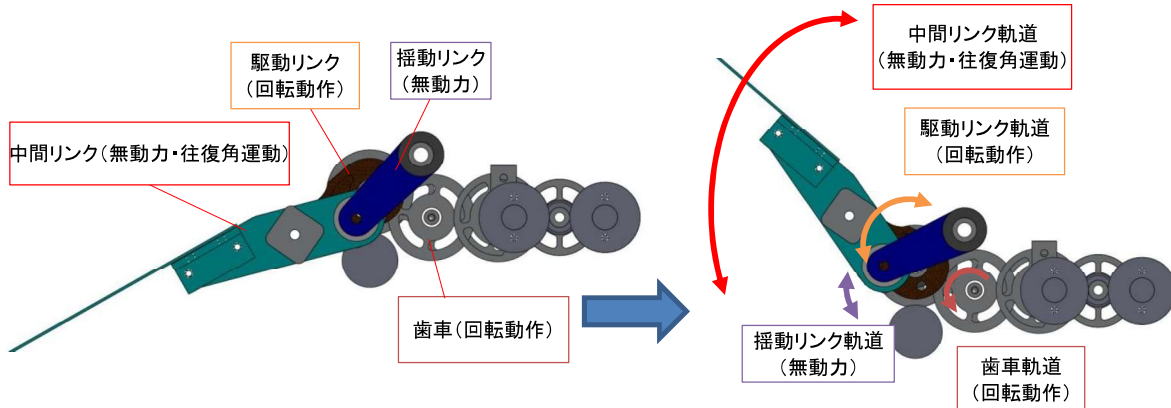 駆動リンク
(回転動作)
揺動リンク
(無動力)
中間リンク(無動力・往復角運動)
歯車(回転動作)
中間リンク軌道
(無動力・往復角運動)
駆動リンク軌道
(回転動作)
揺動リンク軌道
(無動力)
歯車軌道
(回転動作)